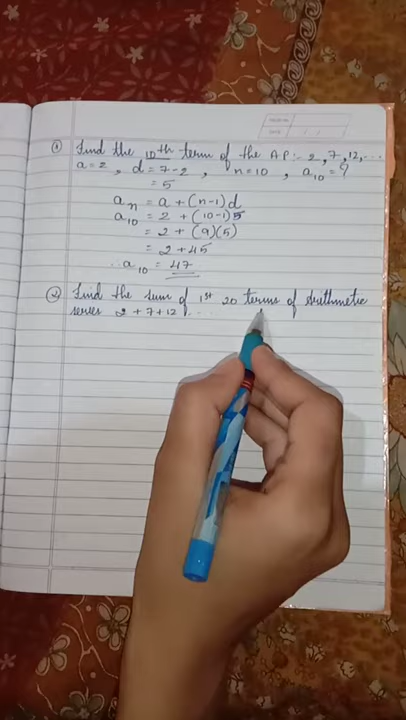 ① Find the 10th term of the AP:- 2, 7, 12, ...
a = 2, d = 7-2, n = 10, a₁₀ = ?
= 5
aₙ = a + (n-1)d
a₁₀ = 2 + (10-1)5
= 2 + (9)(5)
= 2 + 45
∴ a₁₀ = 47
② Find the sum of 1st 20 terms of Arithmetic
series 2 + 7 + 12 ....